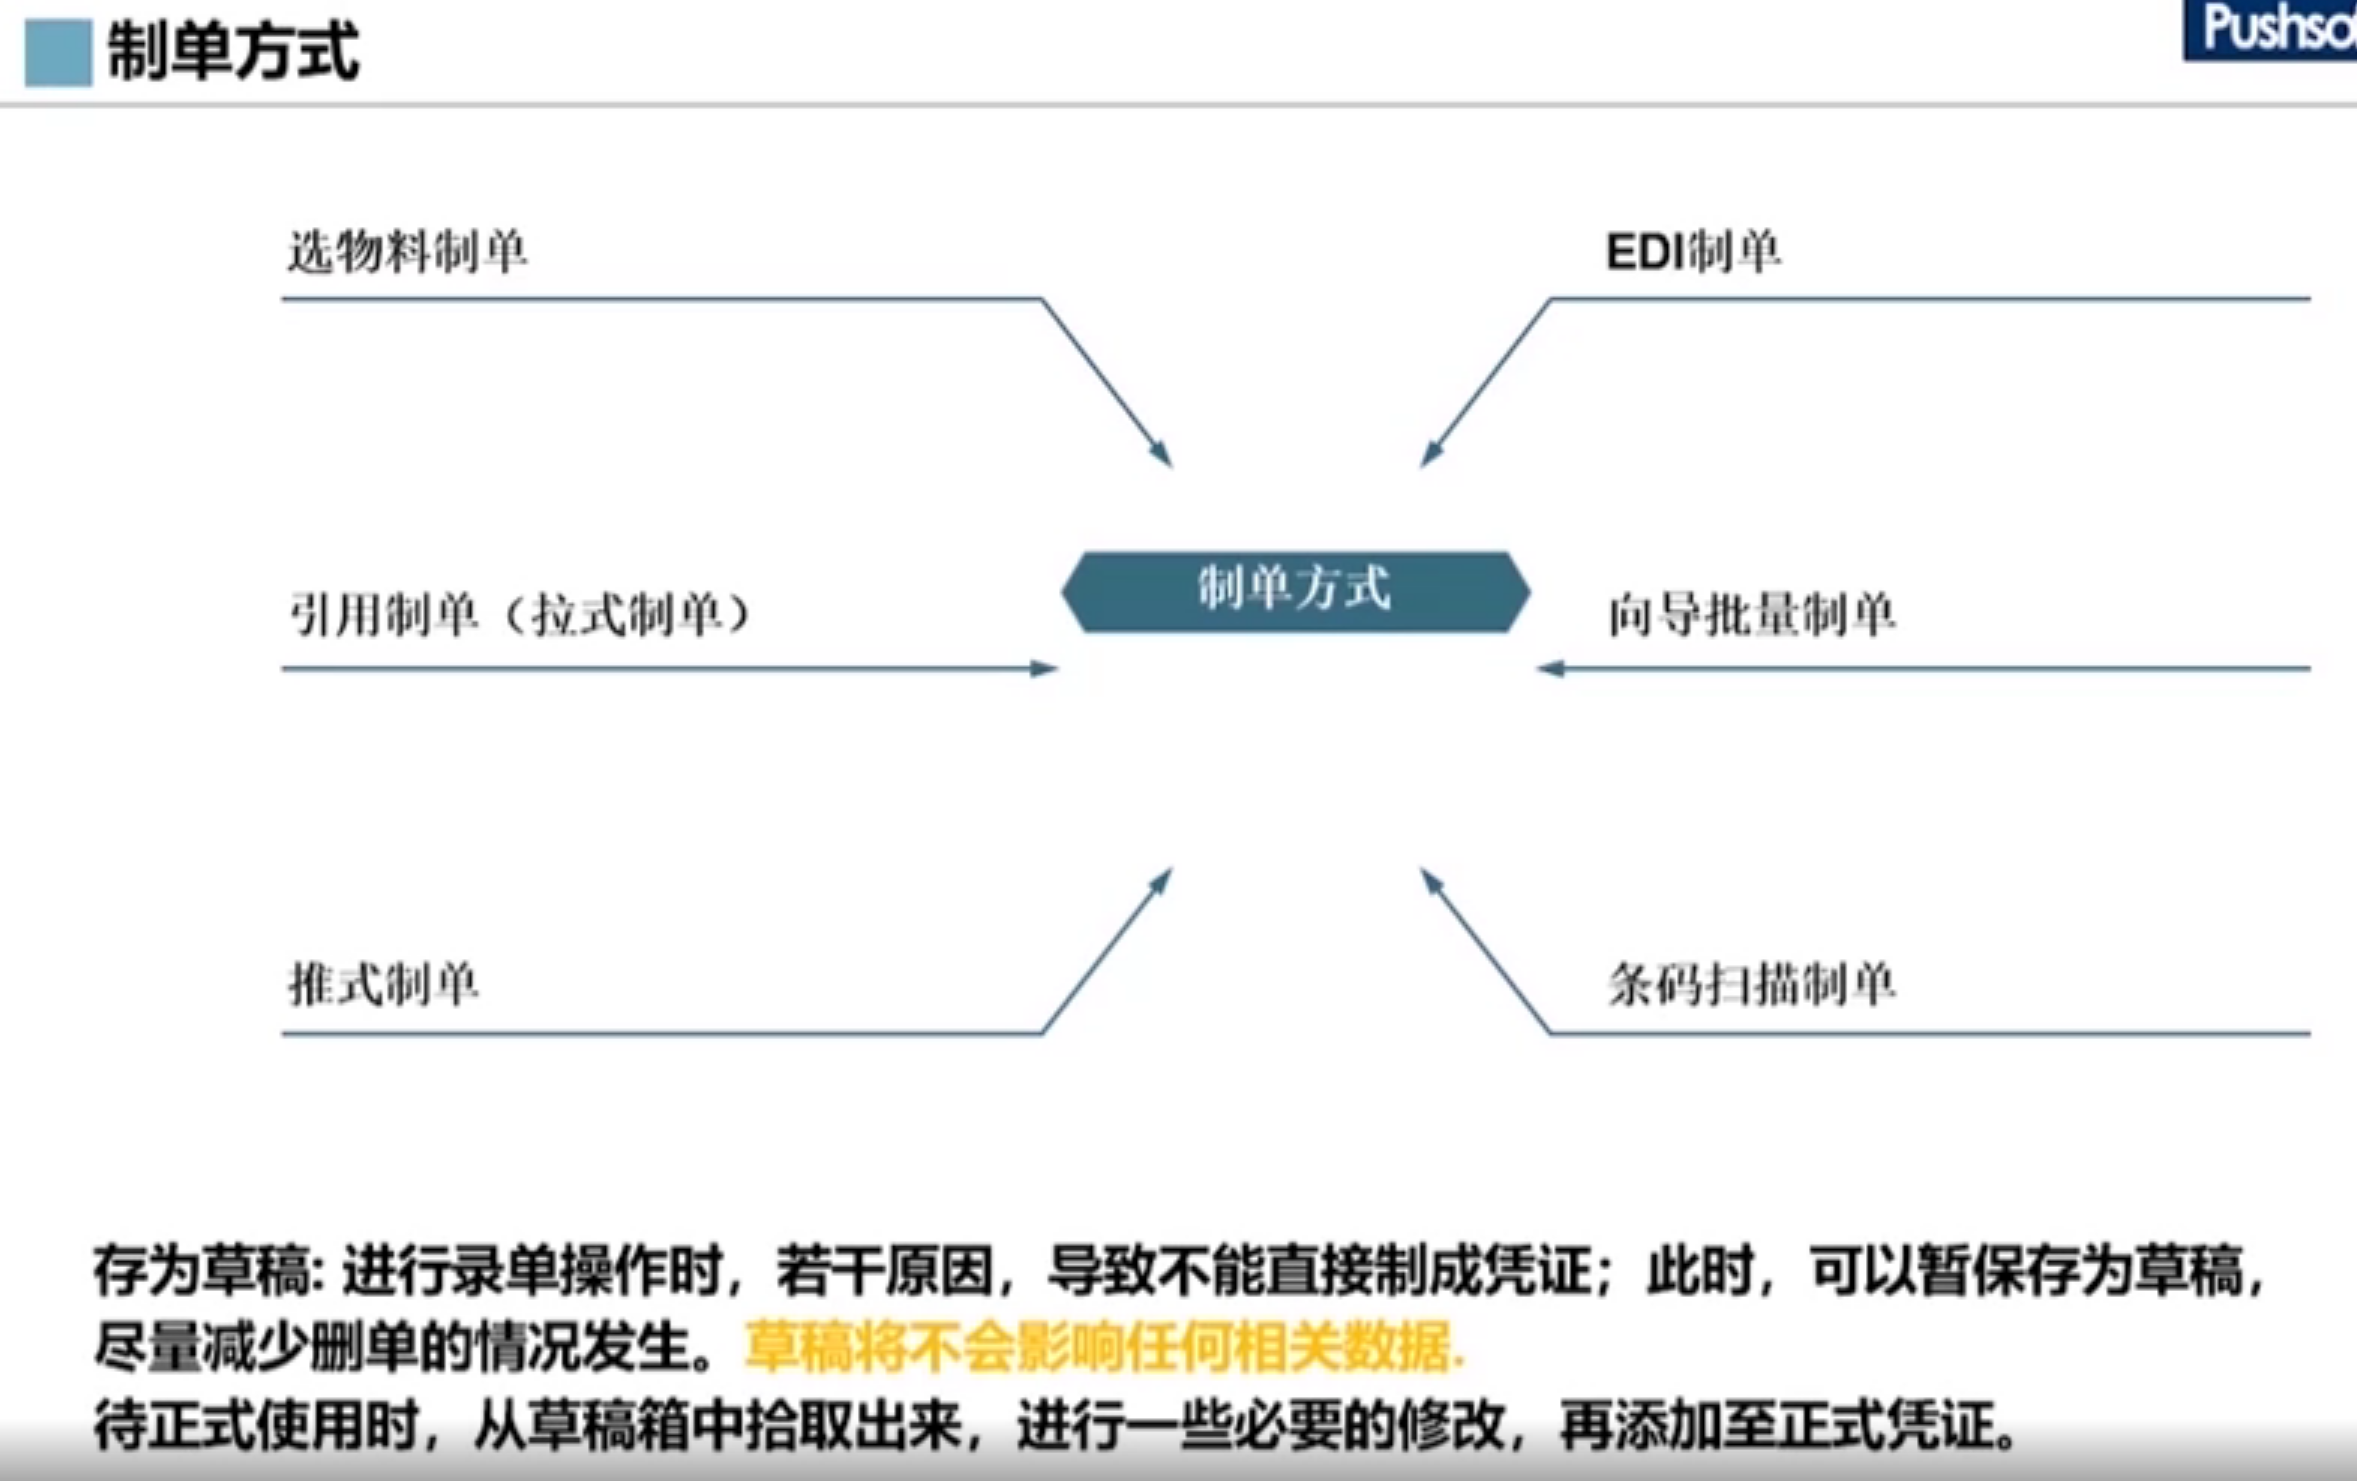 制单方式
选物料制单
EDI制单
引用制单（拉式制单）
制单方式
向导批量制单
推式制单
条码扫描制单
存为草稿: 进行录单操作时，若干原因，导致不能直接制成凭证；此时，可以暂保存为草稿，
尽量减少删单的情况发生。草稿将不会影响任何相关数据.
待正式使用时，从草稿箱中拾取出来，进行一些必要的修改，再添加至正式凭证。